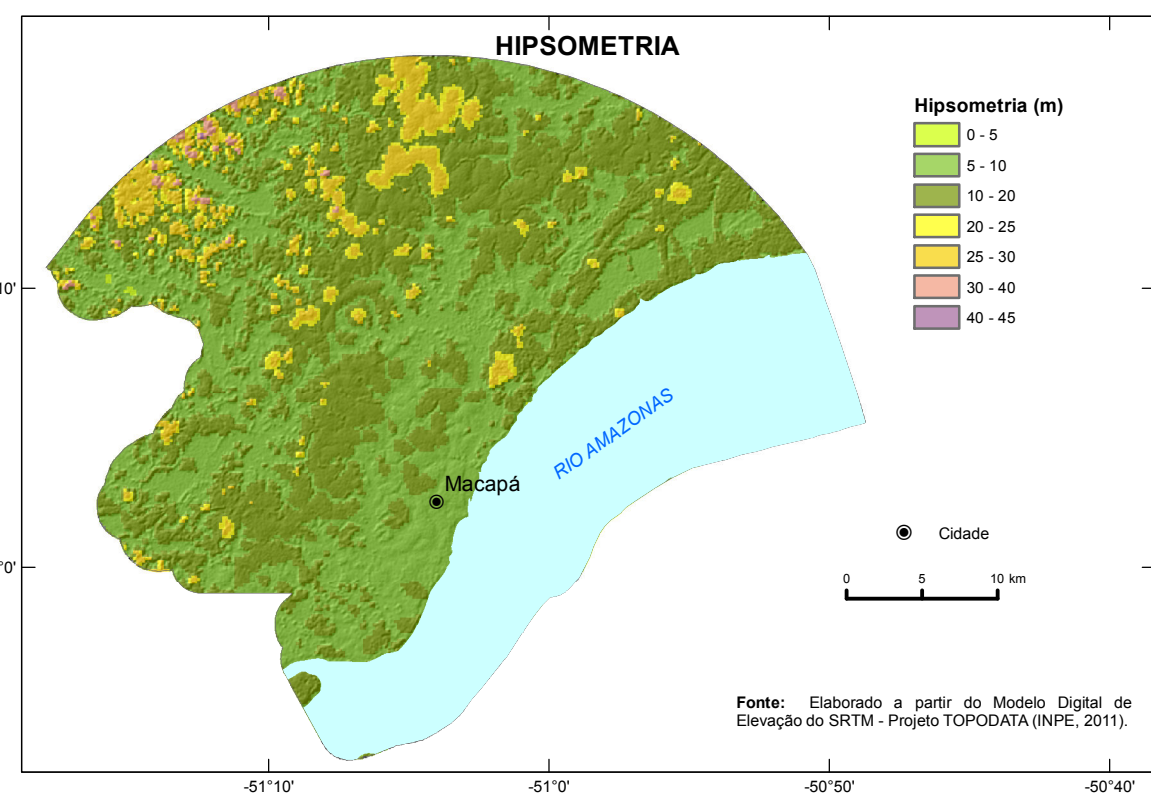 HIPSOMETRIA
Hipsometria (m)
0 - 5
5 - 10
10 - 20
20 - 25
25 - 30
30 - 40
40 - 45
RIO AMAZONAS
Macapá
Cidade
0 5 10 km
Fonte: Elaborado a partir do Modelo Digital de
Elevação do SRTM - Projeto TOPODATA (INPE, 2011).
0'
°0'
-51°10' -51°0' -50°50' -50°40'